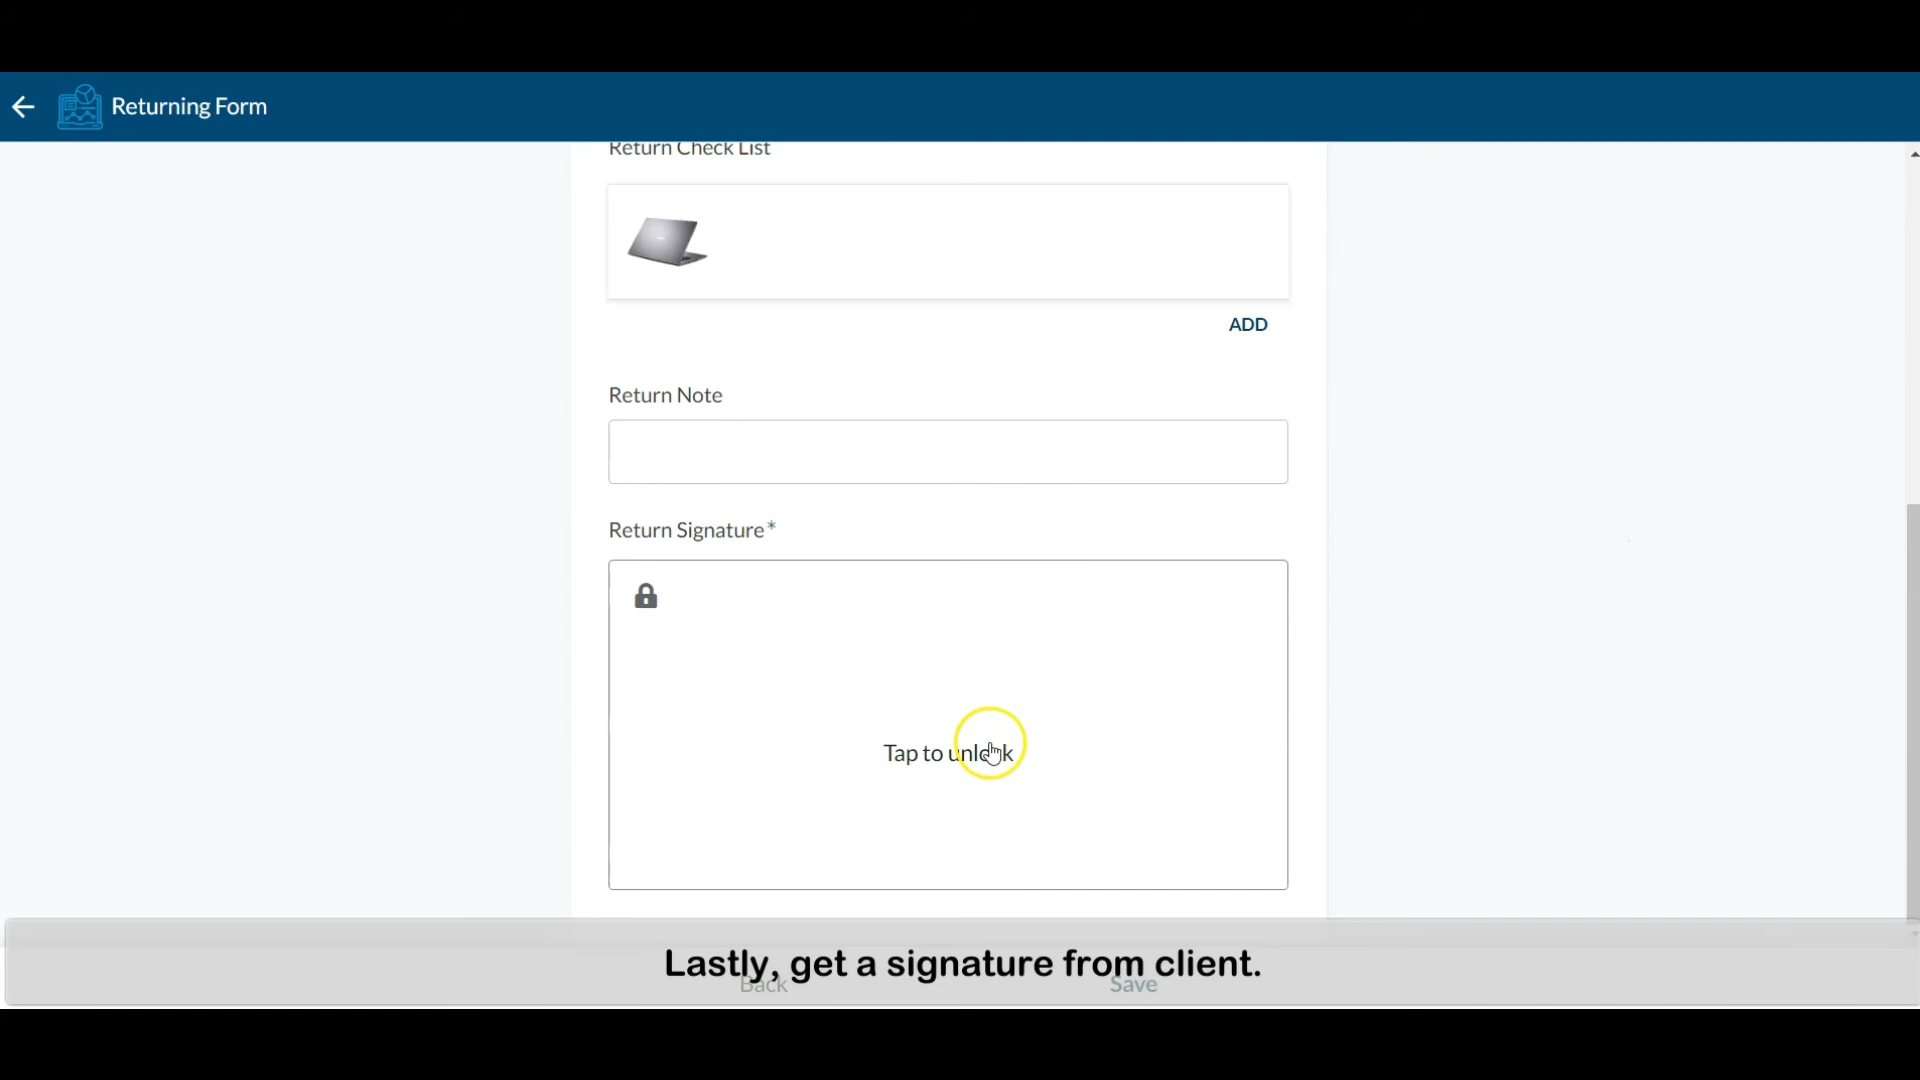 Returning Form
Return Check List
ADD
Return Note
Return Signature*
Tap to unlock
Lastly, get a signature from client.
Back
Save